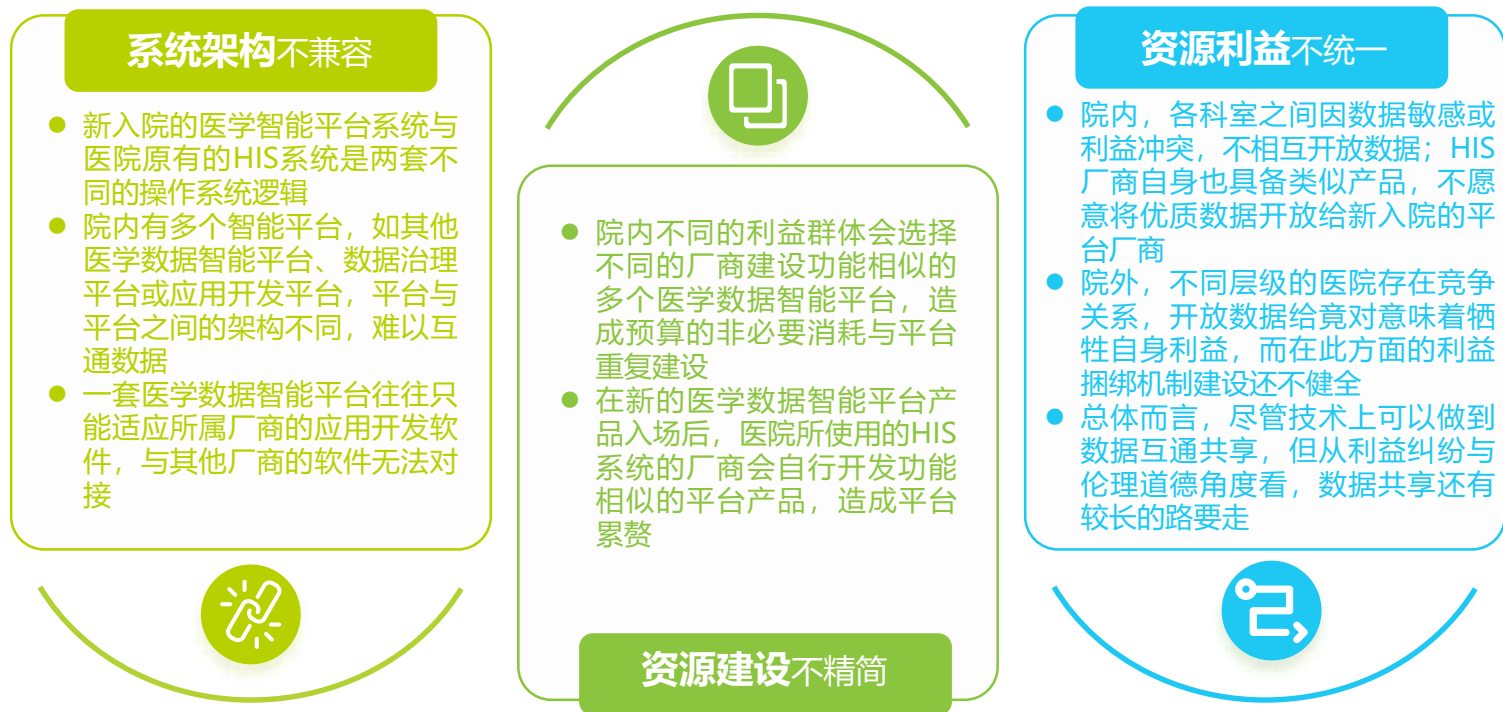 系统架构不兼容
新入院的医学智能平台系统与
医院原有的HIS系统是两套不
同的操作系统逻辑
院内有多个智能平台，如其他
医学数据智能平台、数据治理
平台或应用开发平台，平台与
平台之间的架构不同，难以互
通数据
一套医学数据智能平台往往只
能适应所属厂商的应用开发软
件，与其他厂商的软件无法对
接
院内不同的利益群体会选择
不同的厂商建设功能相似的
多个医学数据智能平台，造
成预算的非必要消耗与平台
重复建设
在新的医学数据智能平台产
品入场后，医院所使用的HIS
系统的厂商会自行开发功能
相似的平台产品，造成平台
累赘
资源建设不精简
资源利益不统一
院内，各科室之间因数据敏感或
利益冲突，不相互开放数据；HIS
厂商自身也具备类似产品，不愿
意将优质数据开放给新入院的平
台厂商
院外，不同层级的医院存在竞争
关系，开放数据给竟对意味着牺
牲自身利益，而在此方面的利益
捆绑机制建设还不健全
总体而言，尽管技术上可以做到
数据互通共享，但从利益纠纷与
伦理道德角度看，数据共享还有
较长的路要走